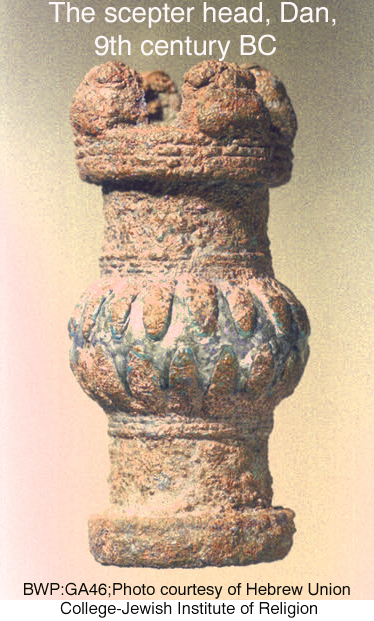 The scepter head, Dan,
9th century BC
BWP:GA46;Photo courtesy of Hebrew Union
College-Jewish Institute of Religion